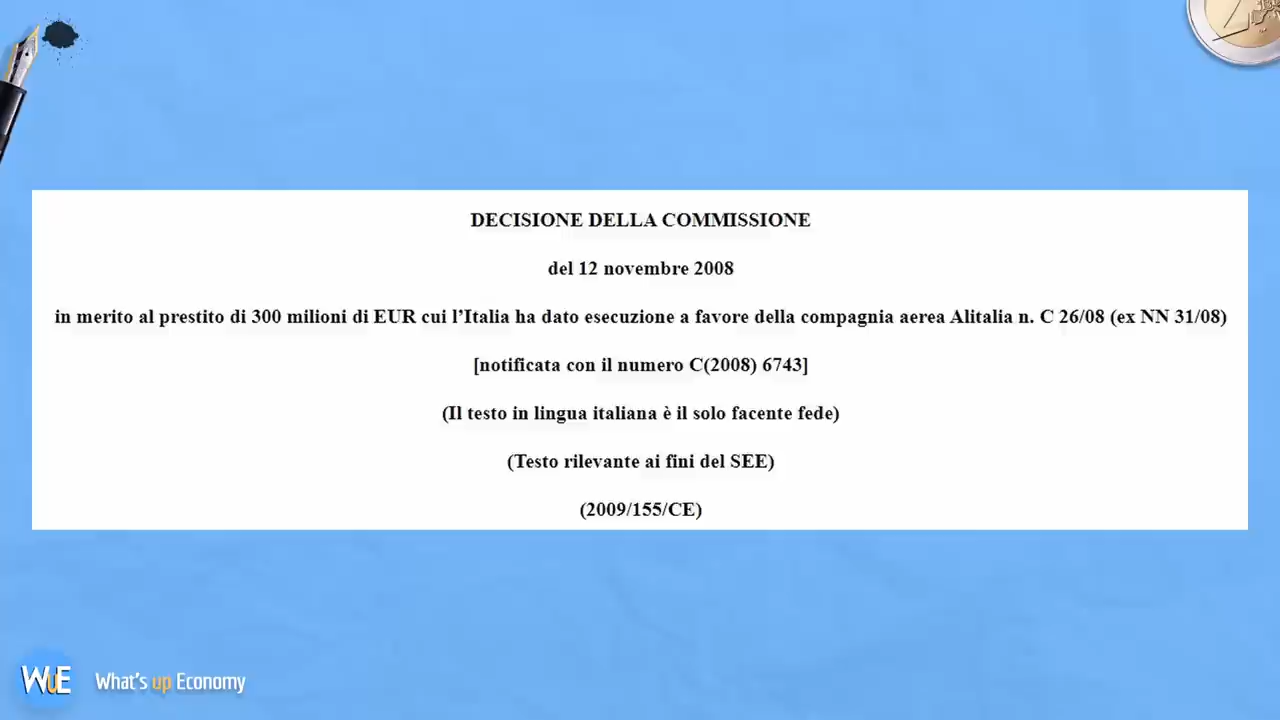 DECISIONE DELLA COMMISSIONE
del 12 novembre 2008
in merito al prestito di 300 milioni di EUR cui l’Italia ha dato esecuzione a favore della compagnia aerea Alitalia n. C 26/08 (ex NN 31/08)
[notificata con il numero C(2008) 6743]
(Il testo in lingua italiana è il solo facente fede)
(Testo rilevante ai fini del SEE)
(2009/155/CE)
WuE What's up Economy